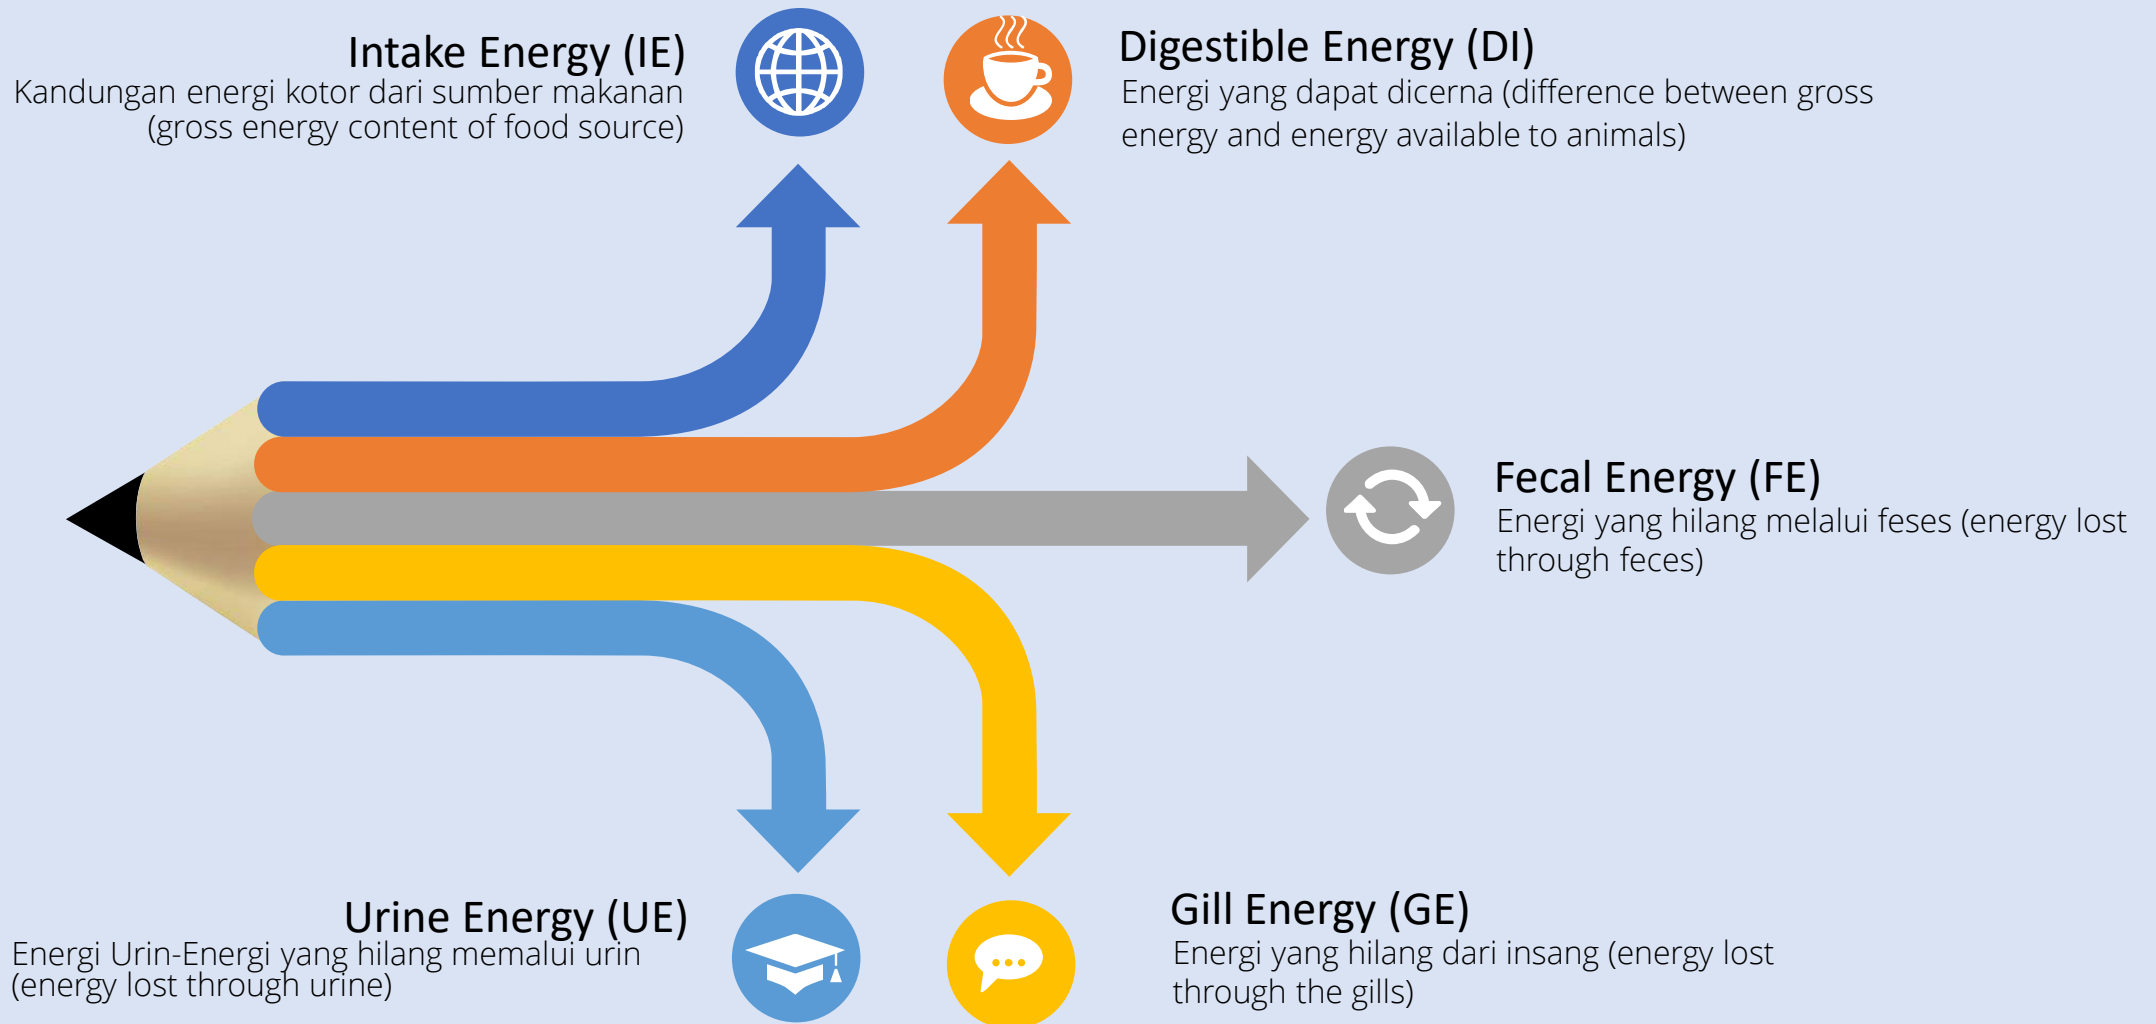 Intake Energy (IE)
Kandungan energi kotor dari sumber makanan
(gross energy content of food source)
Digestible Energy (DI)
Energi yang dapat dicerna (difference between gross
energy and energy available to animals)
Fecal Energy (FE)
Energi yang hilang melalui feses (energy lost
through feces)
Urine Energy (UE)
Energi Urin-Energi yang hilang memalui urin
(energy lost through urine)
Gill Energy (GE)
Energi yang hilang dari insang (energy lost
through the gills)